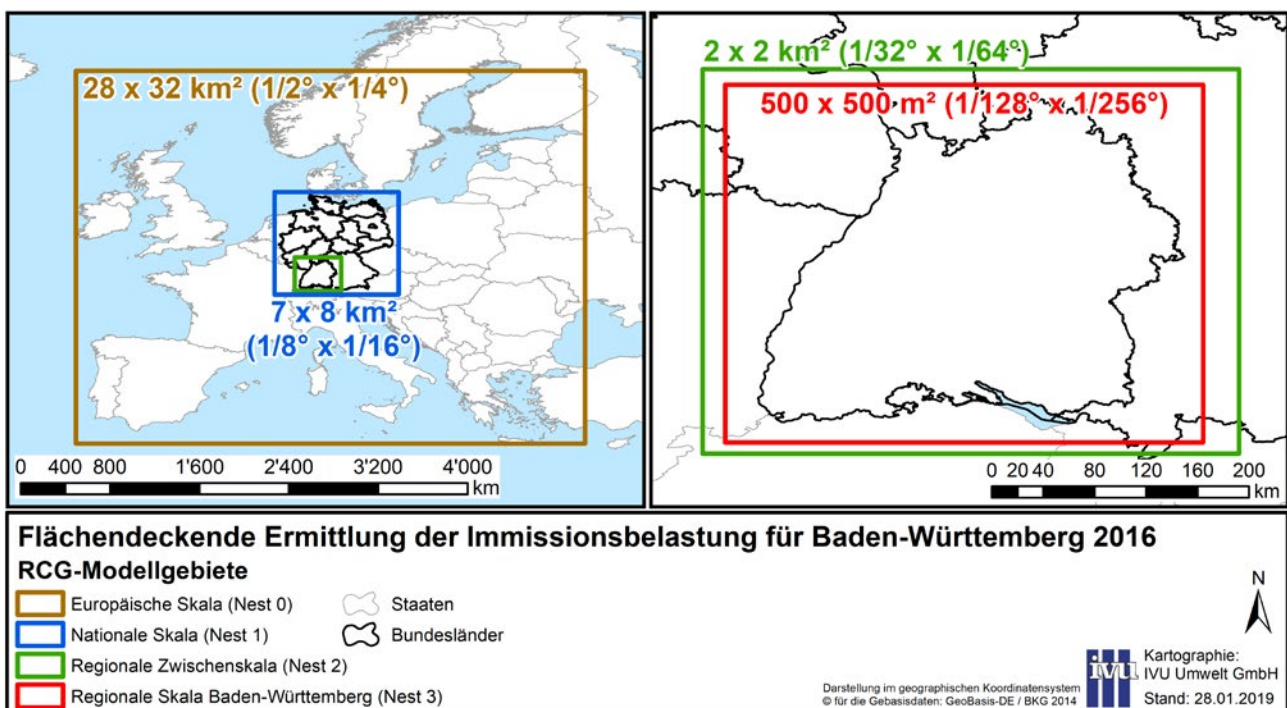 28 x 32 km² (1/2° x 1/4°)
7 x 8 km²
(1/8° x 1/16°)
0 400 800 1'600 2'400 3'200 4'000
km
2 x 2 km² (1/32° x 1/64°)
500 x 500 m² (1/128° x 1/256°)
0 20 40 80 120 160 200
km
Flächendeckende Ermittlung der Immissionsbelastung für Baden-Württemberg 2016
RCG-Modellgebiete
Europäische Skala (Nest 0)
Nationale Skala (Nest 1)
Regionale Zwischenskala (Nest 2)
Regionale Skala Baden-Württemberg (Nest 3)
Staaten
Bundesländer
Darstellung im geographischen Koordinatensystem
© für die Gebasisdaten: GeoBasis-DE / BKG 2014
N
ivu
Kartographie:
IVU Umwelt GmbH
Stand: 28.01.2019